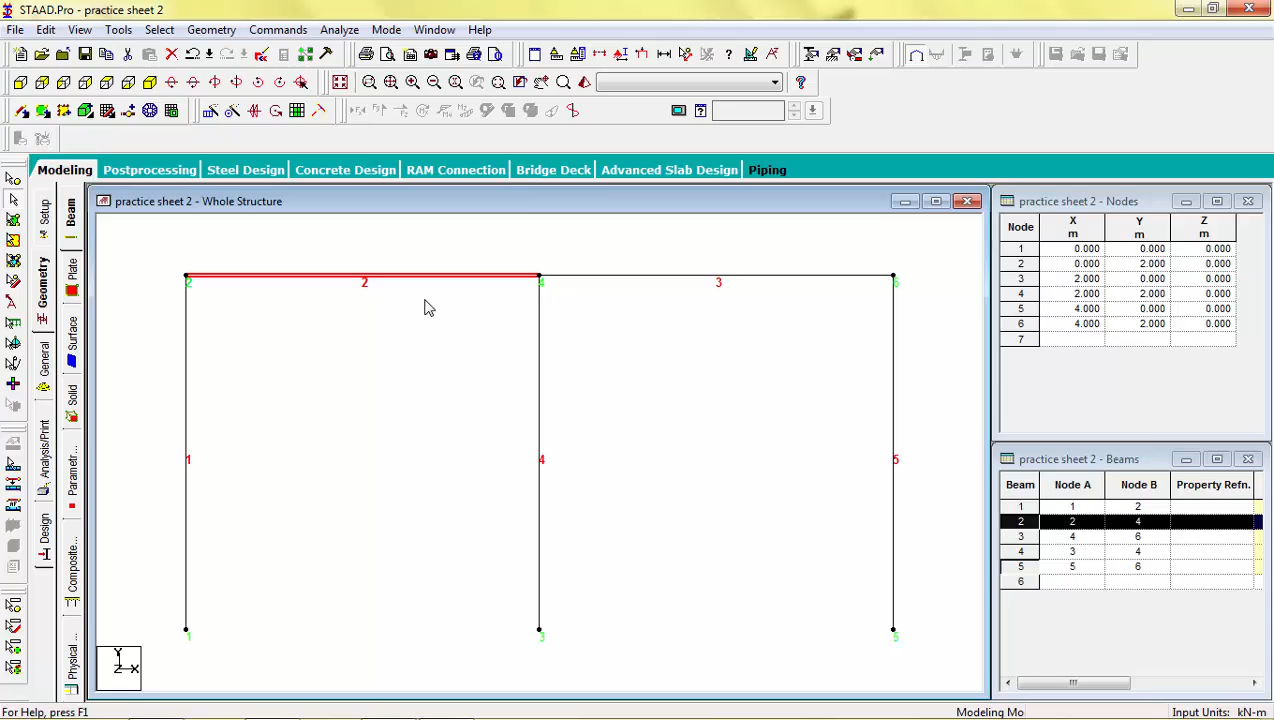 STAAD.Pro - practice sheet 2
File Edit View Tools Select Geometry Commands Analyze Mode Window Help
Modeling Postprocessing Steel Design Concrete Design RAM Connection Bridge Deck Advanced Slab Design Piping
Setup
Geometry
General
Analysis/Print
Design
Beam
Plate
Surface
Solid
Parametr...
Composite...
Physical ...
practice sheet 2 - Whole Structure
2 2 4 3 6
1 4 5
1 3 5
Y
Z X
practice sheet 2 - Nodes
Node X m Y m Z m
1 0.000 0.000 0.000
2 0.000 2.000 0.000
3 2.000 0.000 0.000
4 2.000 2.000 0.000
5 4.000 0.000 0.000
6 4.000 2.000 0.000
7
practice sheet 2 - Beams
Beam Node A Node B Property Refn.
1 1 2
2 2 4
3 4 6
4 3 4
5 5 6
6
For Help, press F1 Modeling Mo Input Units: kN-m